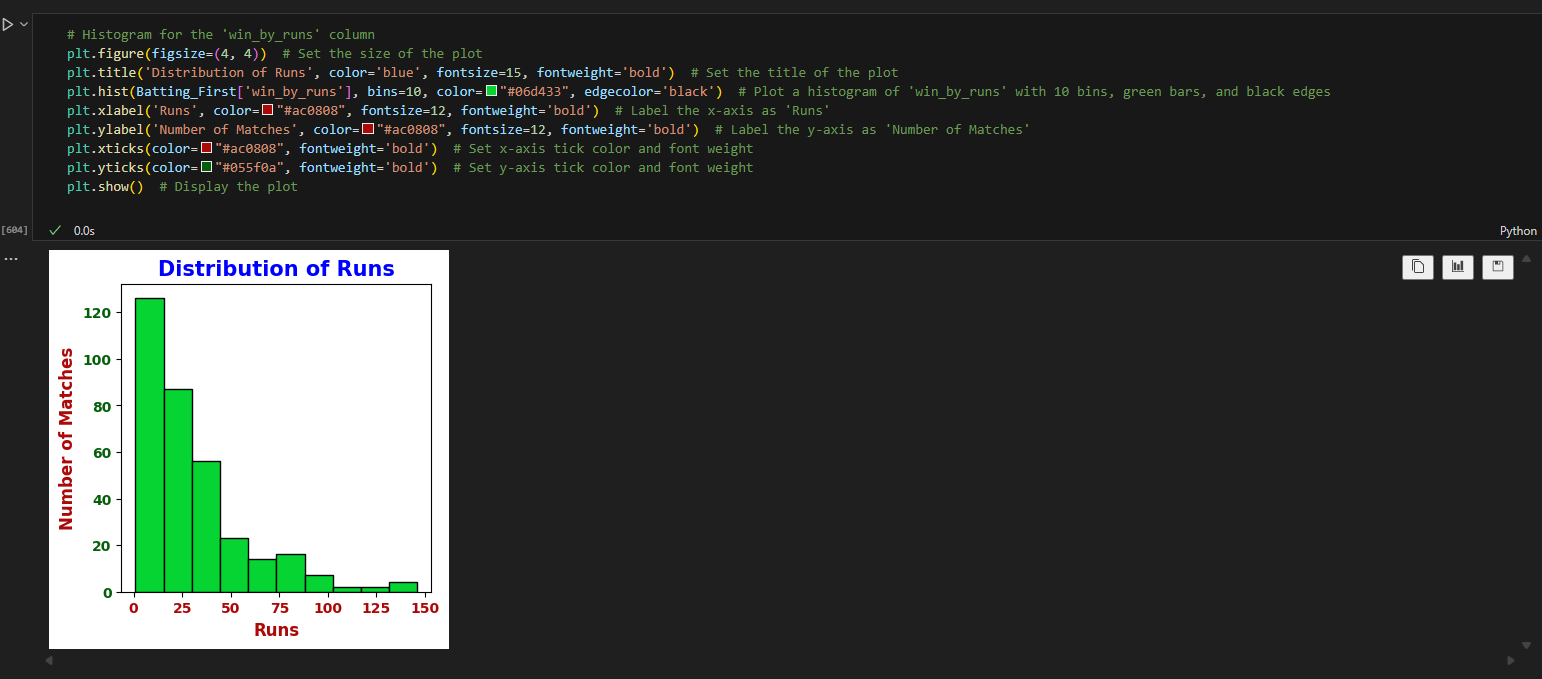 # Histogram for the 'win_by_runs' column
plt.figure(figsize=(4, 4))  # Set the size of the plot
plt.title('Distribution of Runs', color='blue', fontsize=15, fontweight='bold')  # Set the title of the plot
plt.hist(Batting_First['win_by_runs'], bins=10, color="#06d433", edgecolor='black')  # Plot a histogram of 'win_by_runs' with 10 bins, green bars, and black edges
plt.xlabel('Runs', color="#ac0808", fontsize=12, fontweight='bold')  # Label the x-axis as 'Runs'
plt.ylabel('Number of Matches', color="#ac0808", fontsize=12, fontweight='bold')  # Label the y-axis as 'Number of Matches'
plt.xticks(color="#ac0808", fontweight='bold')  # Set x-axis tick color and font weight
plt.yticks(color="#055f0a", fontweight='bold')  # Set y-axis tick color and font weight
plt.show()  # Display the plot
[604] 0.0s Python
Distribution of Runs
120
100
80
60
40
20
0
Number of Matches
0 25 50 75 100 125 150
Runs